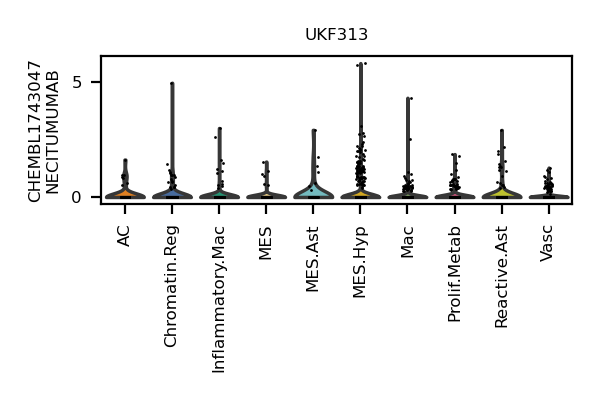 UKF313
CHEMBL1743047
NECITUMUMAB
5
0
AC
Chromatin.Reg
Inflammatory.Mac
MES
MES.Ast
MES.Hyp
Mac
Prolif.Metab
Reactive.Ast
Vasc